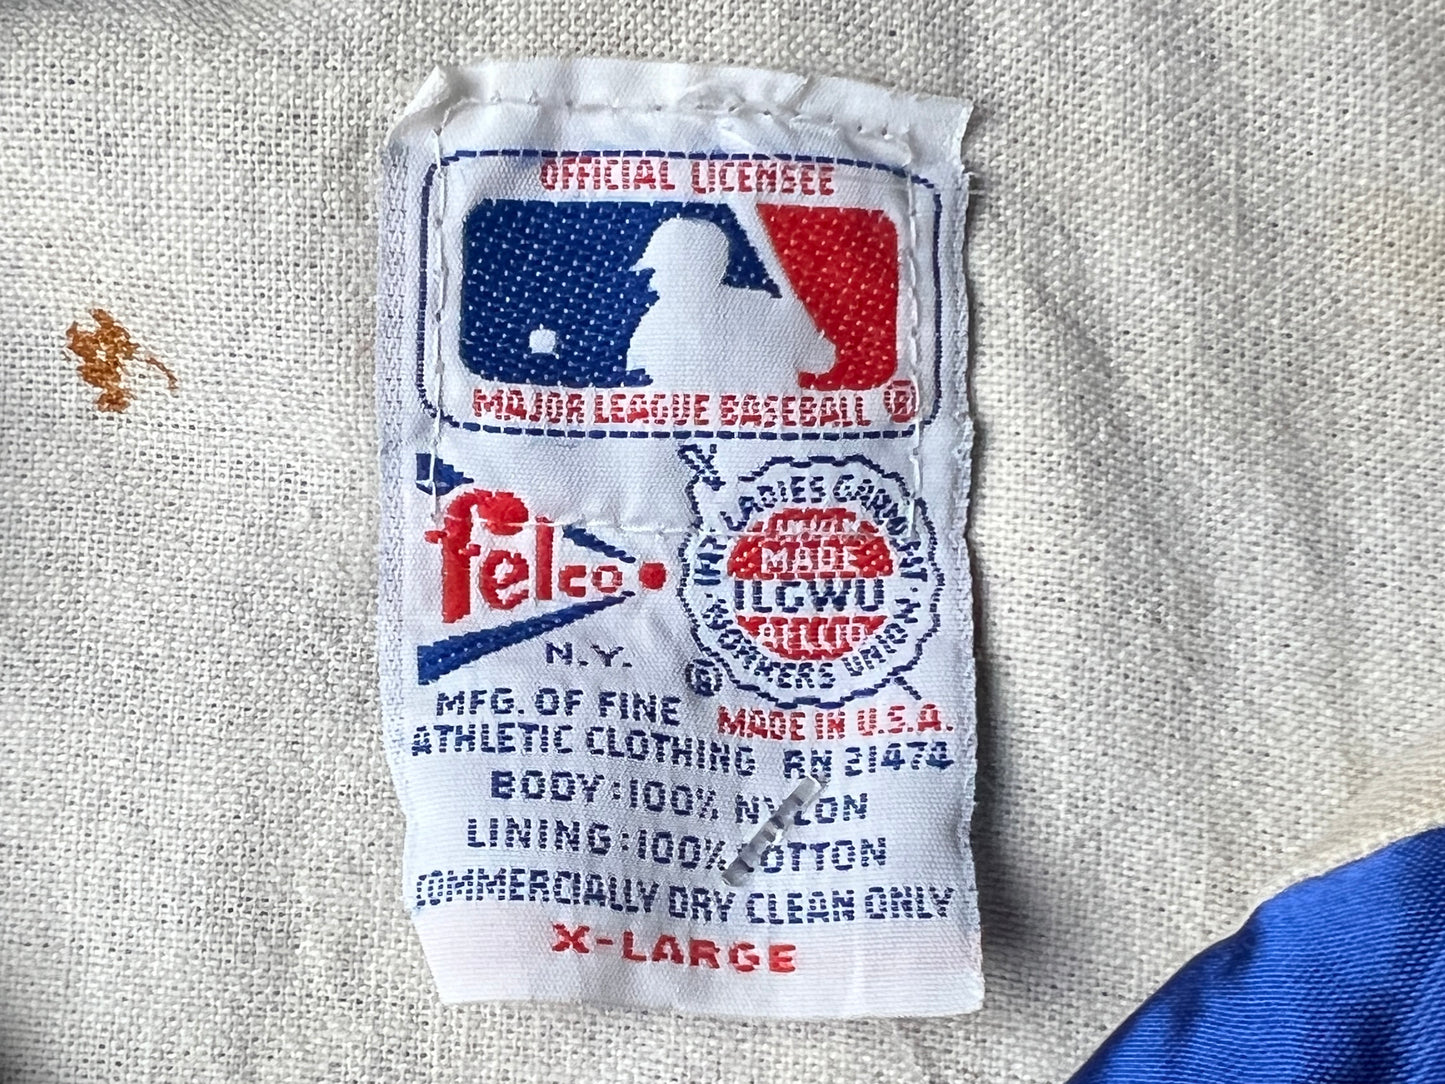 OFFICIAL LICENSEE
MAJOR LEAGUE BASEBALL ®
felco
N.Y.
INT'L LADIES GARMENT WORKERS UNION
UNION
MADE
ILGWU
®
MFG. OF FINE
MADE IN U.S.A.
ATHLETIC CLOTHING RN 21474
BODY: 100% NYLON
LINING: 100% COTTON
COMMERCIALLY DRY CLEAN ONLY
X-LARGE